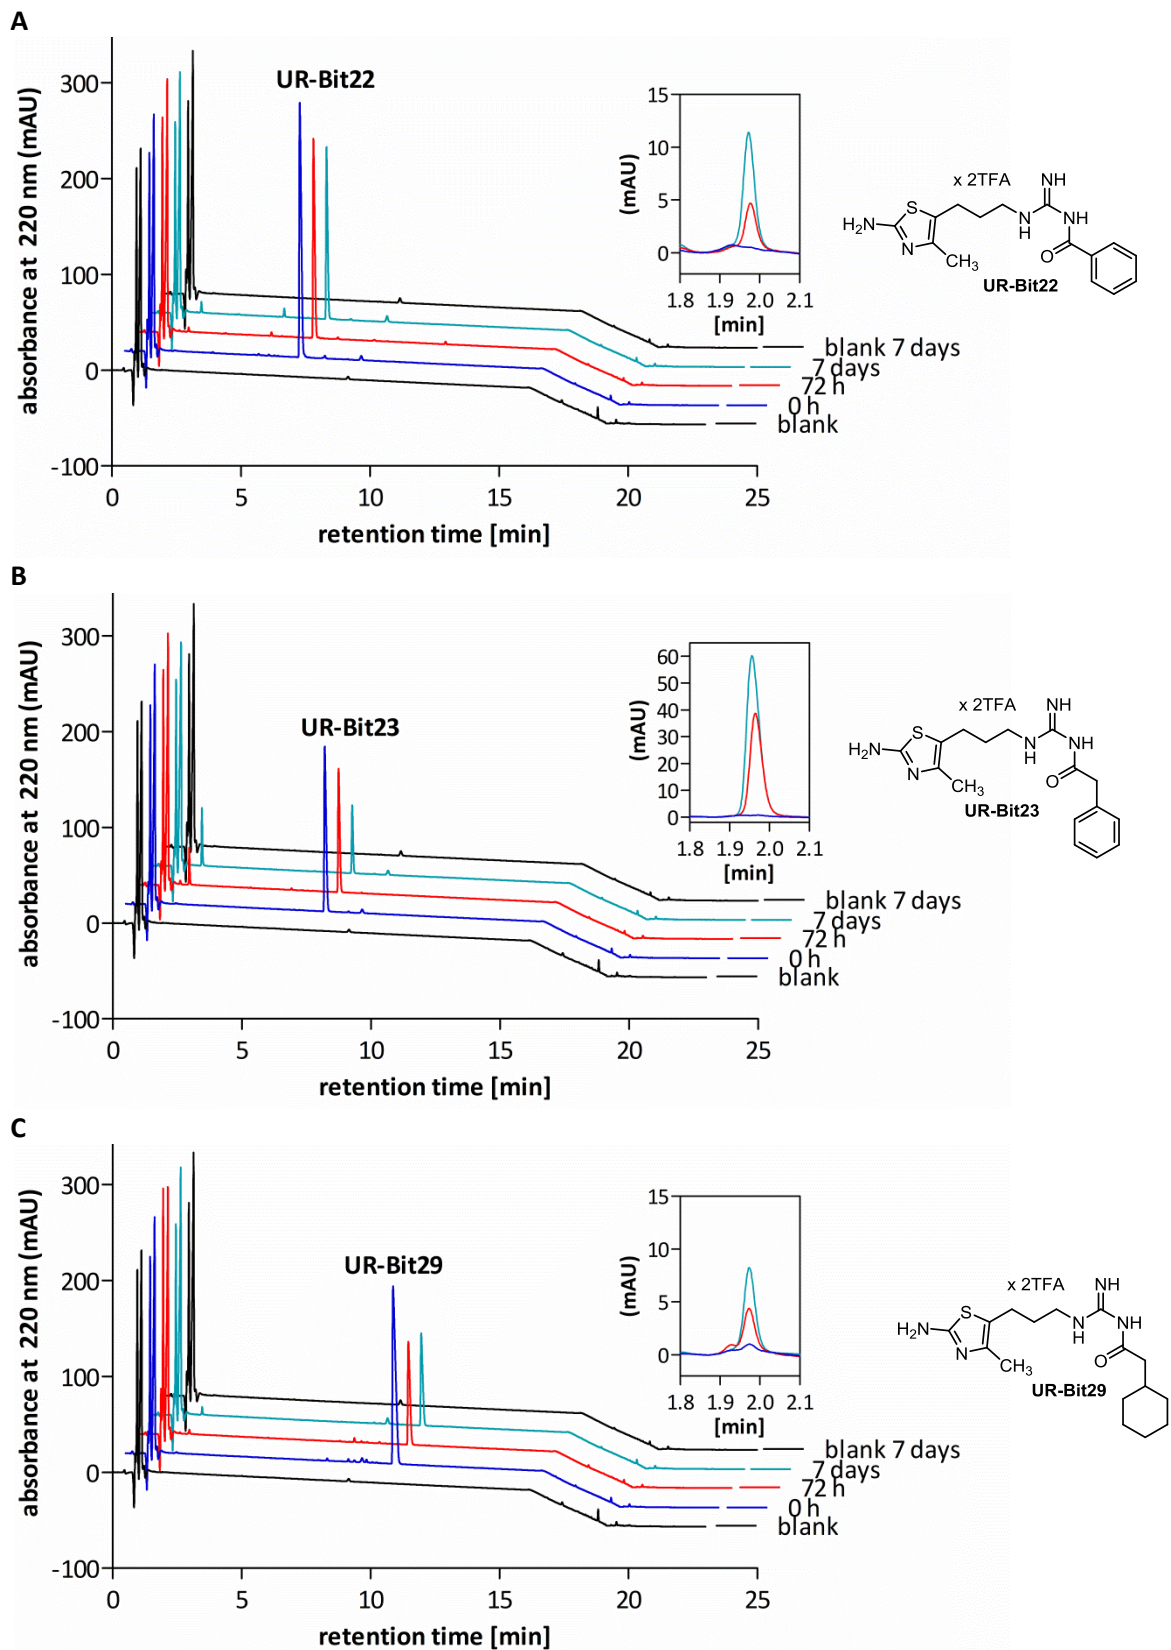 A
absorbance at 220 nm (mAU)
300
200
100
0
-100
UR-Bit22
0 5 10 15 20 25
retention time [min]
blank 7 days
7 days
72 h
0 h
blank
(mAU)
15
10
5
0
1.8 1.9 2.0 2.1
[min]
x 2TFA
NH
H2N
S
N
CH3
N
H
NH
O
UR-Bit22
B
absorbance at 220 nm (mAU)
300
200
100
0
-100
UR-Bit23
0 5 10 15 20 25
retention time [min]
blank 7 days
7 days
72 h
0 h
blank
(mAU)
60
50
40
30
20
10
0
1.8 1.9 2.0 2.1
[min]
x 2TFA
NH
H2N
S
N
CH3
N
H
NH
O
UR-Bit23
C
absorbance at 220 nm (mAU)
300
200
100
0
-100
UR-Bit29
0 5 10 15 20 25
retention time [min]
blank 7 days
7 days
72 h
0 h
blank
(mAU)
15
10
5
0
1.8 1.9 2.0 2.1
[min]
x 2TFA
NH
H2N
S
N
CH3
N
H
NH
O
UR-Bit29